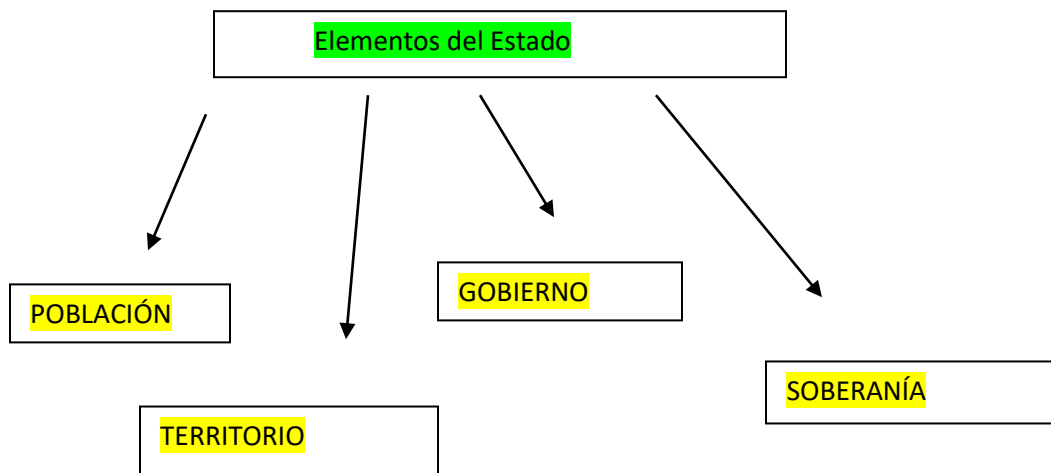 Elementos del Estado
POBLACIÓN
TERRITORIO
GOBIERNO
SOBERANÍA